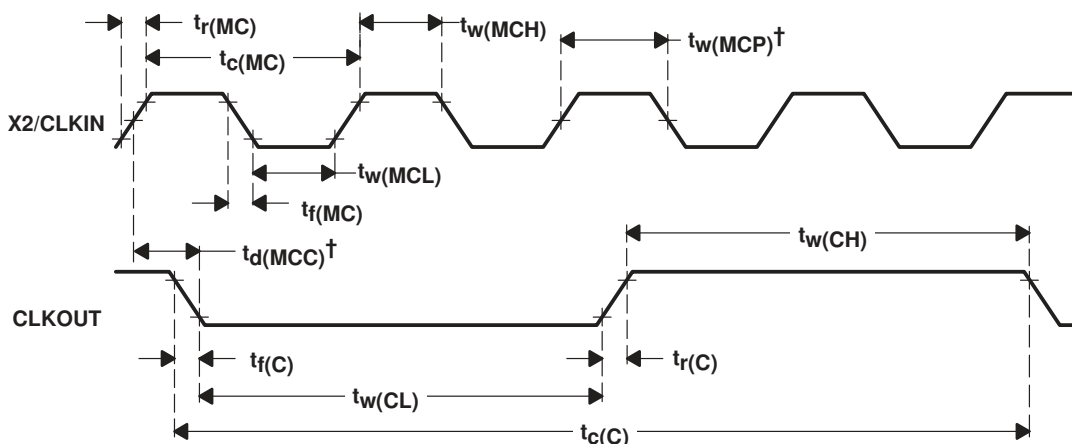 tr(MC)
tw(MCH)
tw(MCP)†
tc(MC)
X2/CLKIN
tw(MCL)
tf(MC)
tw(CH)
td(MCC)†
CLKOUT
tf(C)
tr(C)
tw(CL)
tc(C)